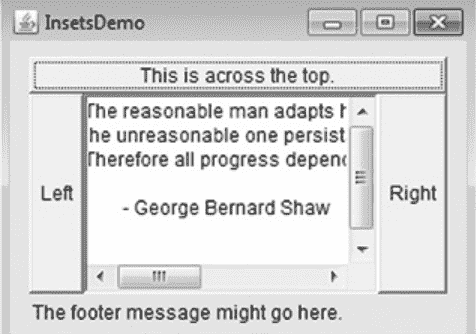 InsetsDemo
This is across the top.
The reasonable man adapts
he unreasonable one persist
Therefore all progress depend
- George Bernard Shaw
Left
Right
The footer message might go here.